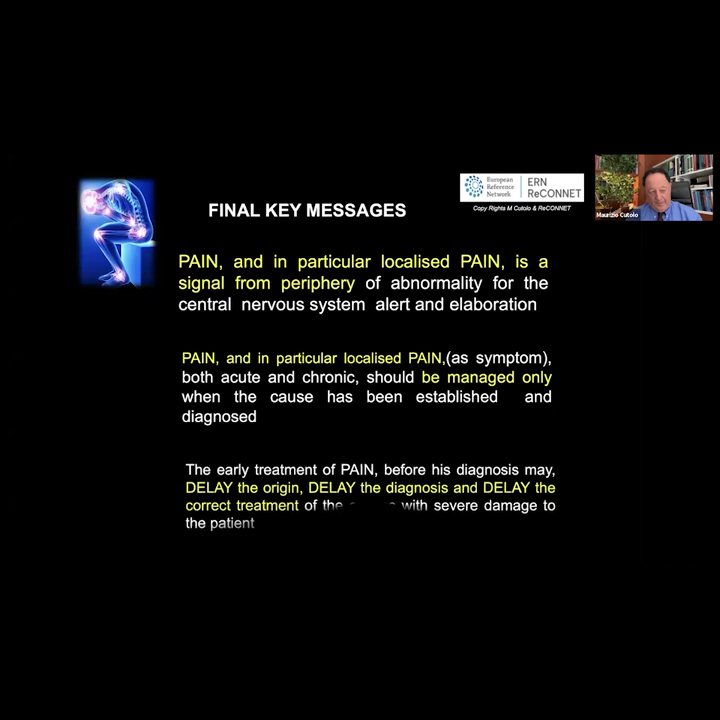 European
Reference
Network
ERN
ReCONNET
Copy Rights M Cutolo & ReCONNET
Maurizio Cutolo
FINAL KEY MESSAGES
PAIN, and in particular localised PAIN, is a
signal from periphery of abnormality for the
central nervous system alert and elaboration
PAIN, and in particular localised PAIN,(as symptom),
both acute and chronic, should be managed only
when the cause has been established and
diagnosed
The early treatment of PAIN, before his diagnosis may,
DELAY the origin, DELAY the diagnosis and DELAY the
correct treatment of the with severe damage to
the patient